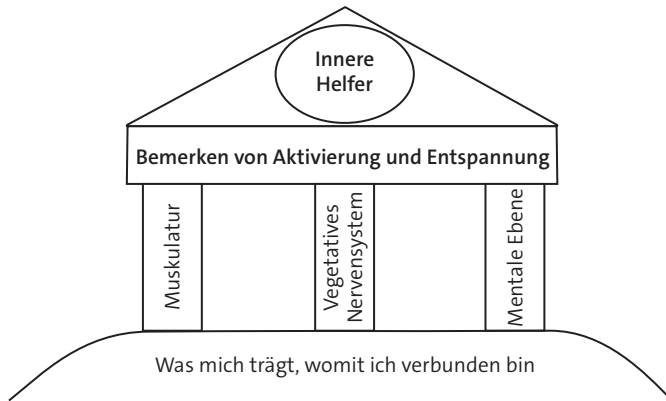 Innere
Helfer
Bemerken von Aktivierung und Entspannung
Muskulatur
Vegetatives
Nervensystem
Mentale Ebene
Was mich trägt, womit ich verbunden bin